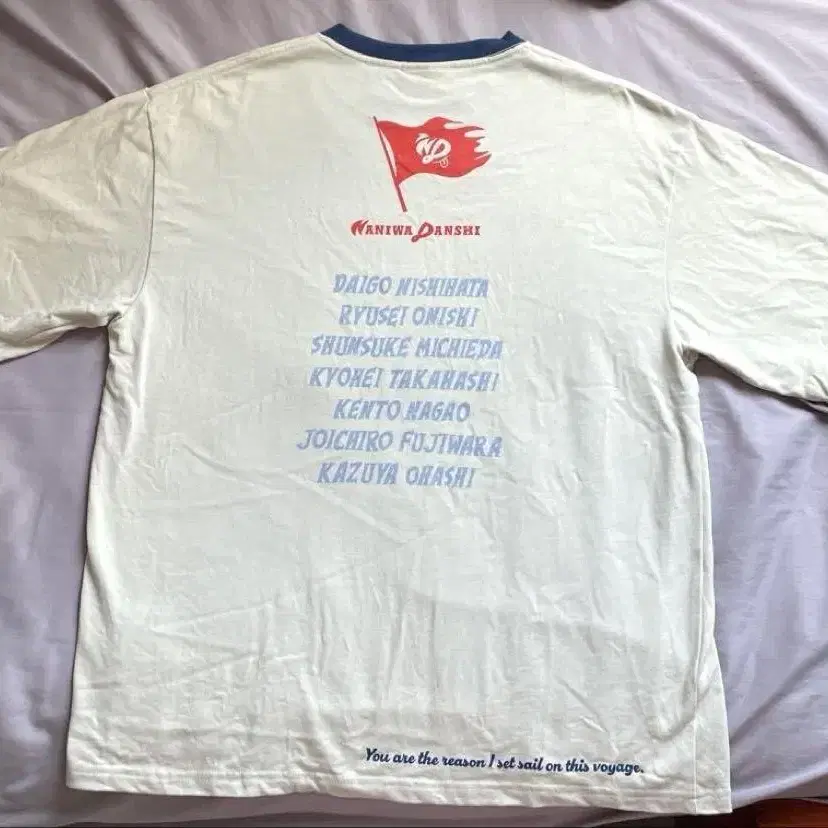 ND
NANIWA DANSHI
DAIGO NISHIHATA
RYUSEI ONISHI
SHUNSUKE MICHIEDA
KYOHEI TAKAHASHI
KENTO NAGAO
JOICHIRO FUJIWARA
KAZUYA OHASHI
You are the reason I set sail on this voyage.